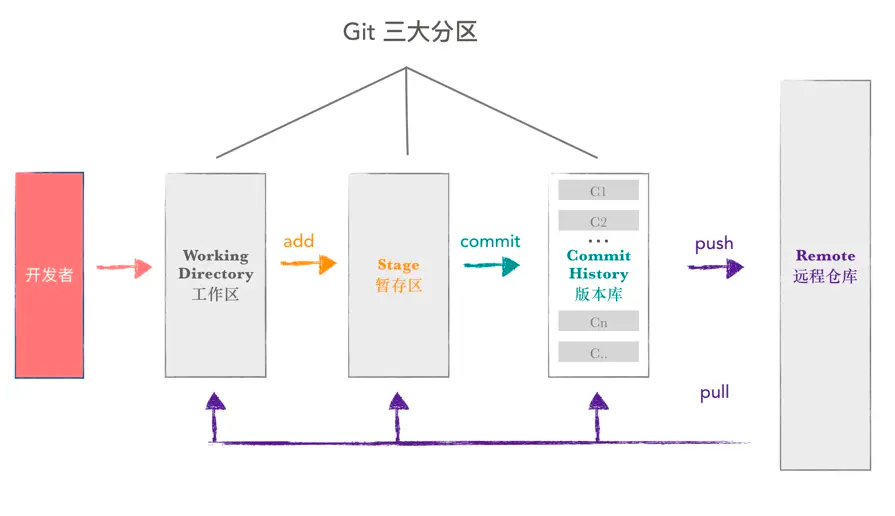 Git 三大分区
开发者
Working
Directory
工作区
add
Stage
暂存区
commit
C1
C2
...
Commit
History
版本库
Cn
C..
push
pull
Remote
远程仓库